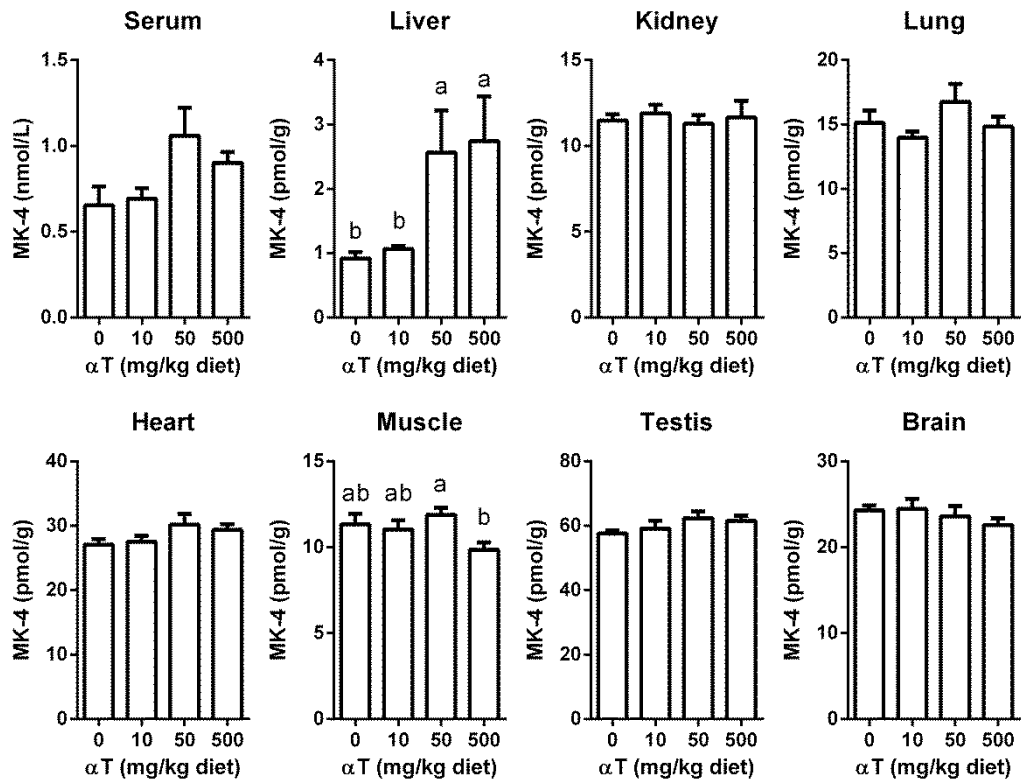 Serum
Liver
Kidney
Lung
MK-4 (nmol/L)
1.5
1.0
0.5
0.0
0 10 50 500
αT (mg/kg diet)
MK-4 (pmol/g)
4
3
2
1
0
b b a a
0 10 50 500
αT (mg/kg diet)
MK-4 (pmol/g)
15
10
5
0
0 10 50 500
αT (mg/kg diet)
MK-4 (pmol/g)
20
15
10
5
0
0 10 50 500
αT (mg/kg diet)
Heart
Muscle
Testis
Brain
MK-4 (pmol/g)
40
30
20
10
0
0 10 50 500
αT (mg/kg diet)
MK-4 (pmol/g)
15
10
5
0
ab ab a b
0 10 50 500
αT (mg/kg diet)
MK-4 (pmol/g)
80
60
40
20
0
0 10 50 500
αT (mg/kg diet)
MK-4 (pmol/g)
30
20
10
0
0 10 50 500
αT (mg/kg diet)